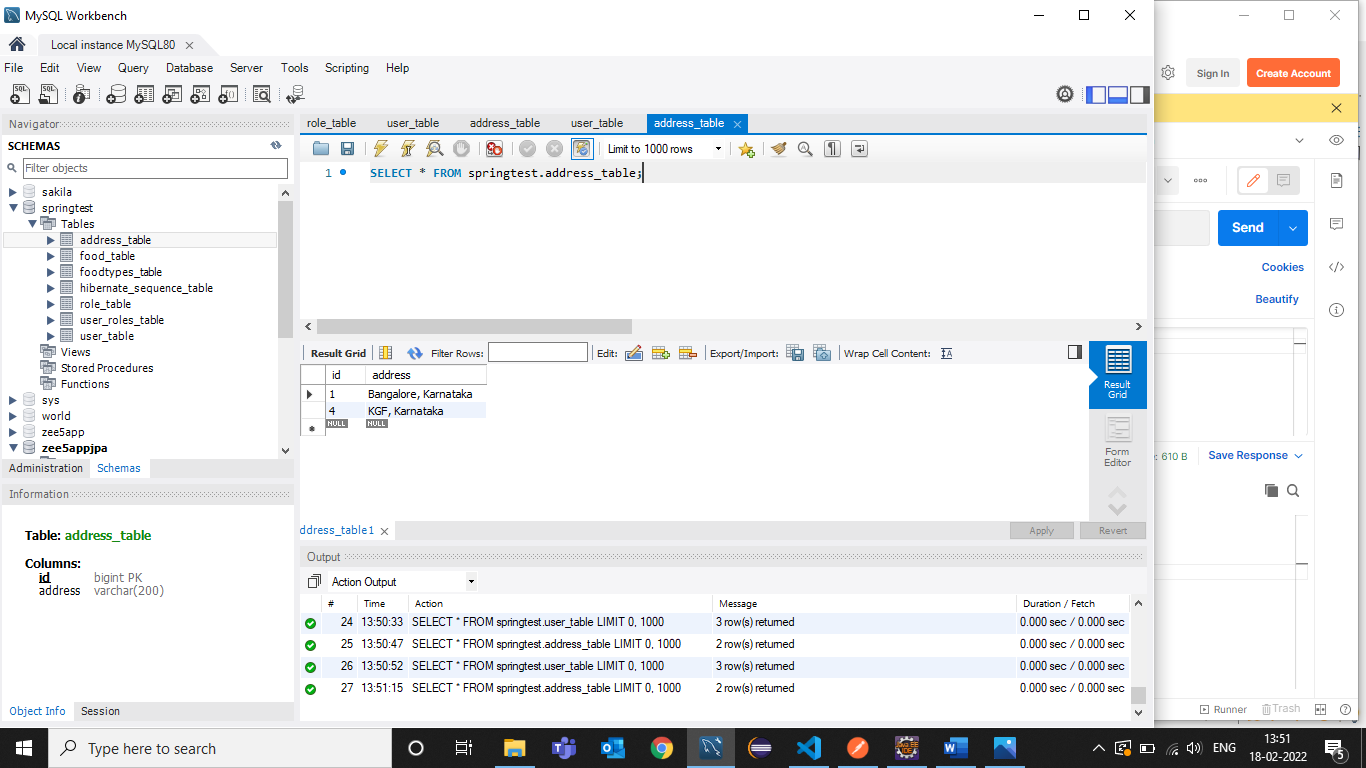 MySQL Workbench
Local instance MySQL80
File Edit View Query Database Server Tools Scripting Help
Sign In
Create Account
Navigator
SCHEMAS
Filter objects
sakila
springtest
Tables
address_table
food_table
foodtypes_table
hibernate_sequence_table
role_table
user_roles_table
user_table
Views
Stored Procedures
Functions
sys
world
zee5app
zee5appjpa
Administration Schemas
Information
Table: address_table
Columns:
id bigint PK
address varchar(200)
Object Info Session
role_table user_table address_table user_table address_table
Limit to 1000 rows
1 SELECT * FROM springtest.address_table;
Result Grid Filter Rows: Edit: Export/Import: Wrap Cell Content:
id address
1 Bangalore, Karnataka
4 KGF, Karnataka
NULL NULL
Result Grid
Form Editor
ddress_table1
Apply Revert
Output
Action Output
# Time Action Message Duration / Fetch
24 13:50:33 SELECT * FROM springtest.user_table LIMIT 0, 1000 3 row(s) returned 0.000 sec / 0.000 sec
25 13:50:47 SELECT * FROM springtest.address_table LIMIT 0, 1000 2 row(s) returned 0.000 sec / 0.000 sec
26 13:50:52 SELECT * FROM springtest.user_table LIMIT 0, 1000 3 row(s) returned 0.000 sec / 0.000 sec
27 13:51:15 SELECT * FROM springtest.address_table LIMIT 0, 1000 2 row(s) returned 0.000 sec / 0.000 sec
Send
Cookies
Beautify
610 B Save Response
Runner Trash
Type here to search
ENG
13:51
18-02-2022
5